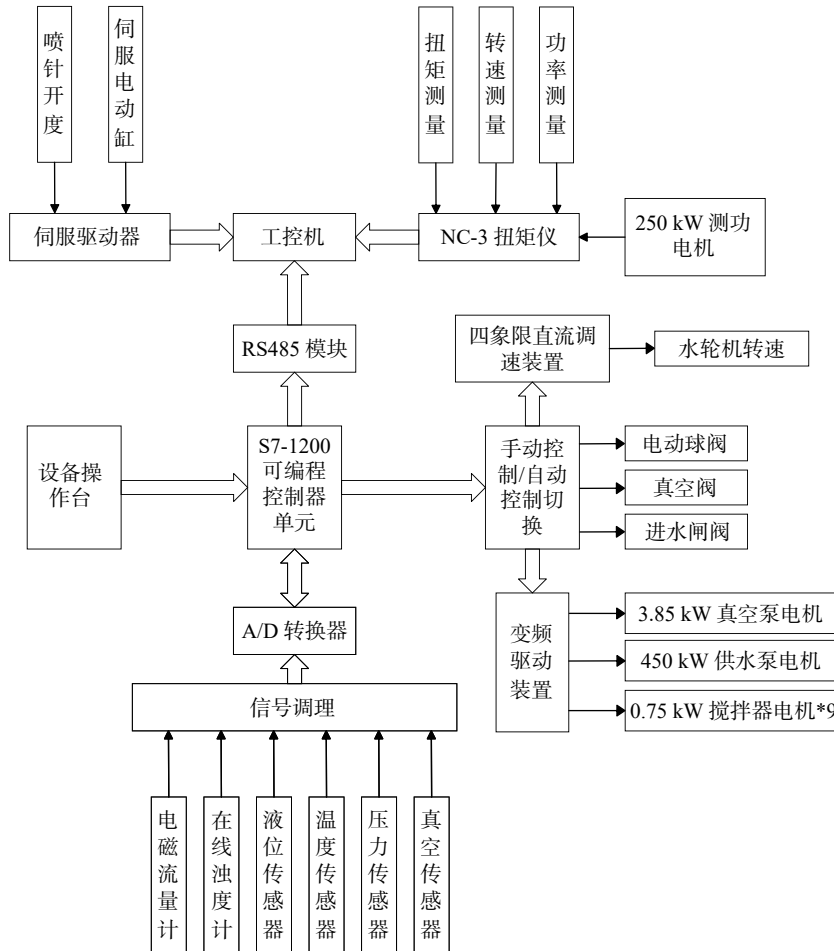 喷针开度
伺服电动缸
扭矩测量
转速测量
功率测量
伺服驱动器
工控机
NC-3 扭矩仪
250 kW 测功
电机
RS485 模块
四象限直流调
速装置
水轮机转速
设备操
作台
S7-1200
可编程
控制器
单元
手动控
制/自动
控制切
换
电动球阀
真空阀
进水闸阀
A/D 转换器
变频
驱动
装置
3.85 kW 真空泵电机
450 kW 供水泵电机
0.75 kW 搅拌器电机*9
信号调理
电磁流量计
在线浊度计
液位传感器
温度传感器
压力传感器
真空传感器